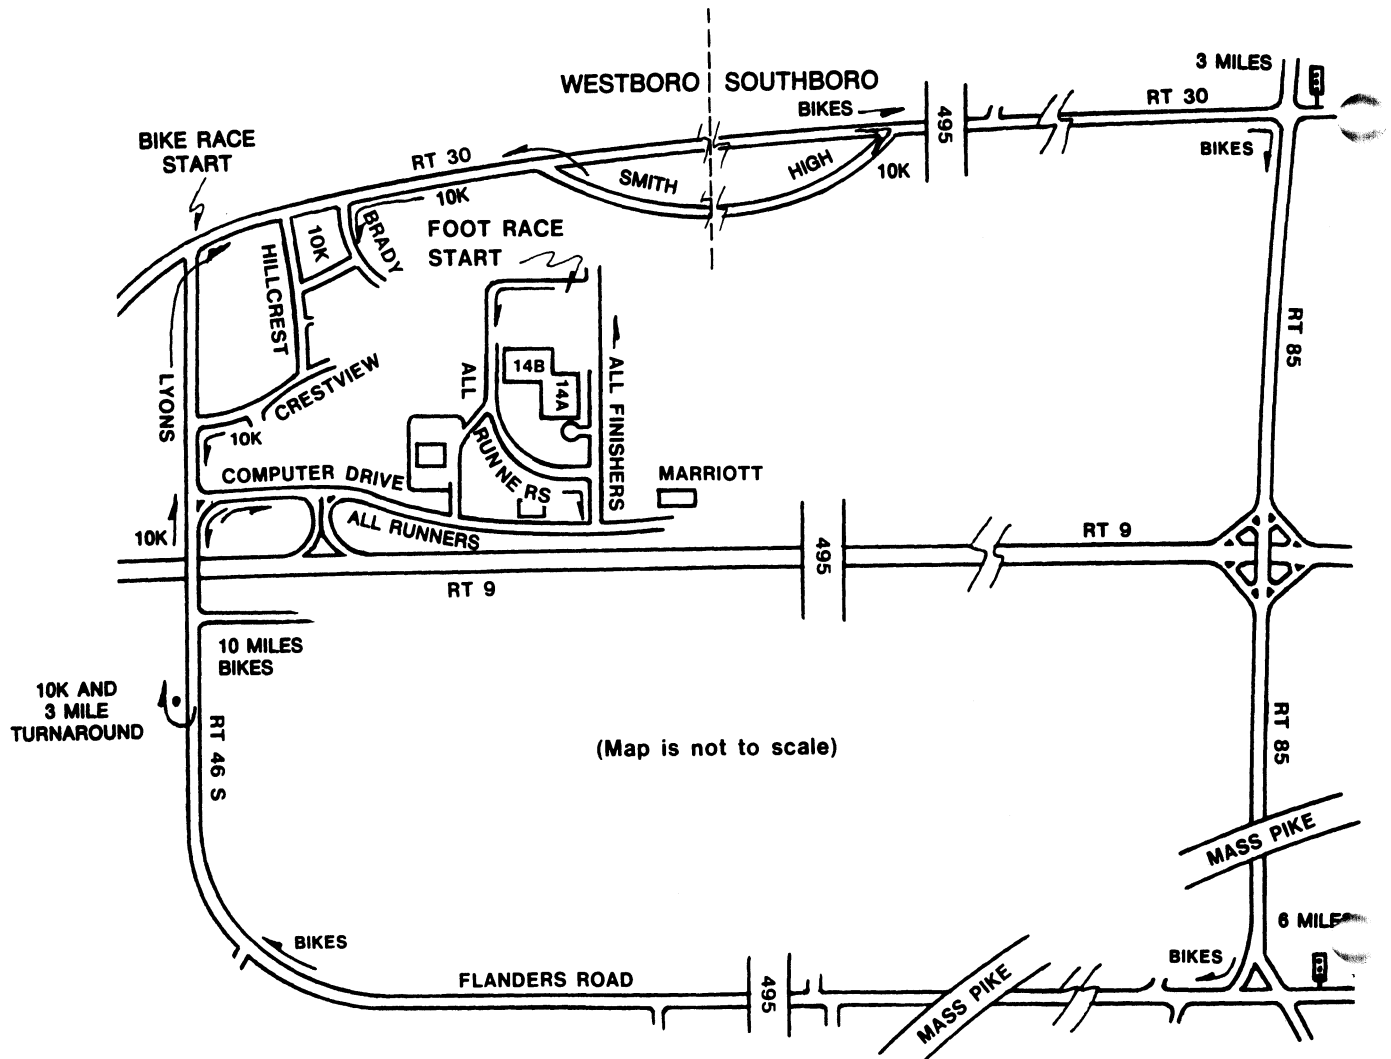 3 MILES
WESTBORO SOUTHBORO
BIKES
RT 30
495
BIKE RACE
START
RT 30
BIKES
SMITH
HIGH
10K
10K
BRADY
10K
FOOT RACE
START
HILLCREST
RT 85
14B
14A
ALL
ALL FINISHERS
LYONS
CRESTVIEW
10K
RUNNERS
COMPUTER DRIVE
MARRIOTT
ALL RUNNERS
10K
495
RT 9
RT 9
10 MILES
BIKES
10K AND
3 MILE
TURNAROUND
RT 46 S
RT 85
(Map is not to scale)
MASS PIKE
6 MILES
BIKES
BIKES
FLANDERS ROAD
495
MASS PIKE